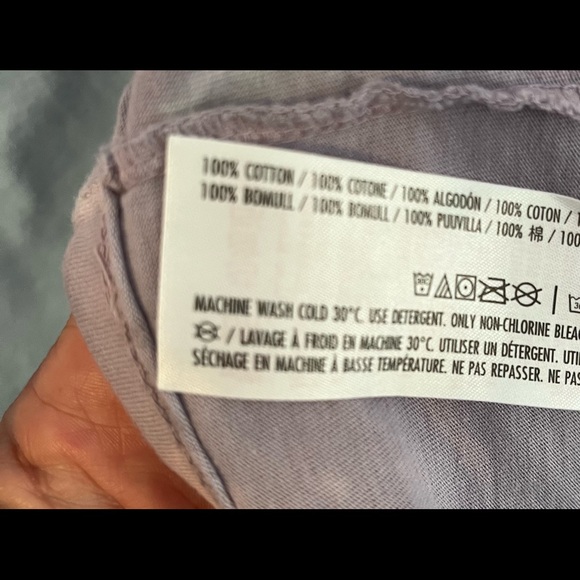 100% COTTON / 100% COTONE / 100% ALGODÓN / 100% COTON /
100% BOMULL / 100% BOMULL / 100% PUUVILLA / 100% 棉 / 100
MACHINE WASH COLD 30°C. USE DETERGENT. ONLY NON-CHLORINE BLEAC
/ LAVAGE À FROID EN MACHINE 30°C. UTILISER UN DÉTERGENT. UTI
SÉCHAGE EN MACHINE À BASSE TEMPÉRATURE. NE PAS REPASSER. NE PAS